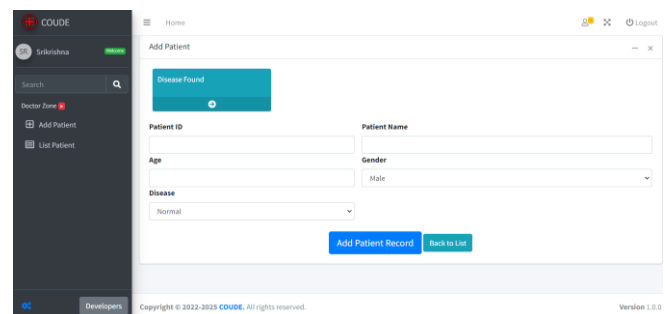 COUDE
Home
Logout
SR Srikrishna Welcome
Search
Doctor Zone
Add Patient
List Patient
Developers
Add Patient
Disease Found
Patient ID
Patient Name
Age
Gender
Male
Disease
Normal
Add Patient Record Back to List
Copyright © 2022-2025 COUDE. All rights reserved.
Version 1.0.0